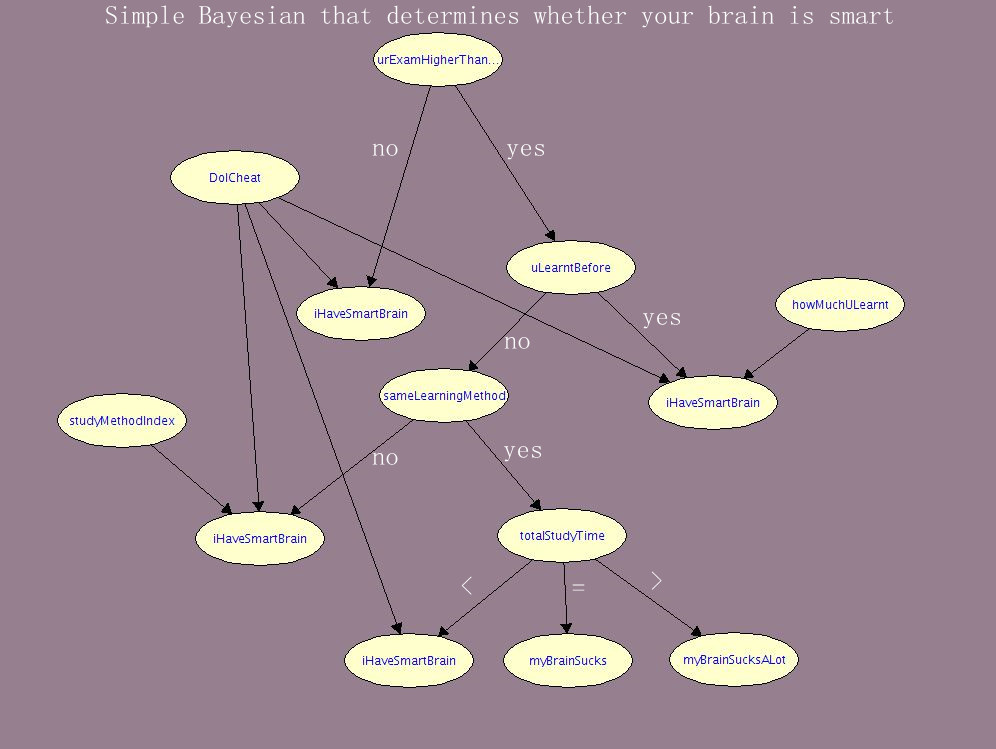 Simple Bayesian that determines whether your brain is smart
urExamHigherThan...
no
yes
DoICheat
uLearntBefore
howMuchULearnt
iHaveSmartBrain
yes
no
sameLearningMethod
iHaveSmartBrain
studyMethodIndex
no
yes
iHaveSmartBrain
totalStudyTime
<
=
>
iHaveSmartBrain
myBrainSucks
myBrainSucksALot